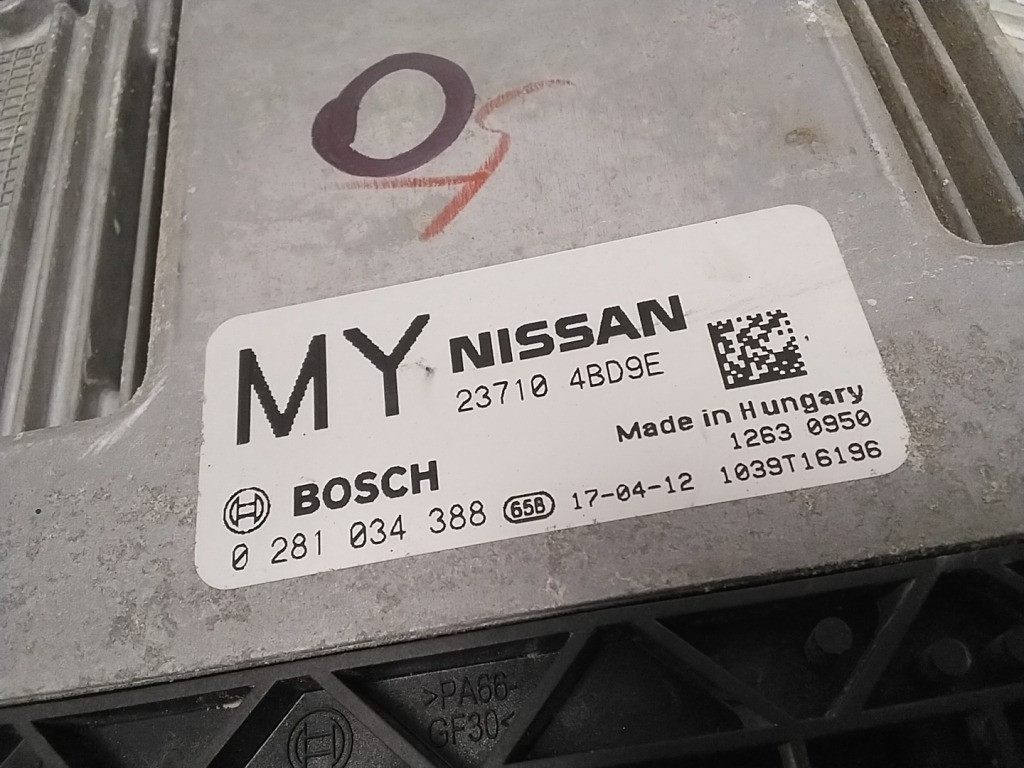 MY NISSAN
23710 4BD9E
Made in Hungary
1263 0950
BOSCH
0 281 034 388 658 17-04-12 1039T16196
>PA66-
GF30<